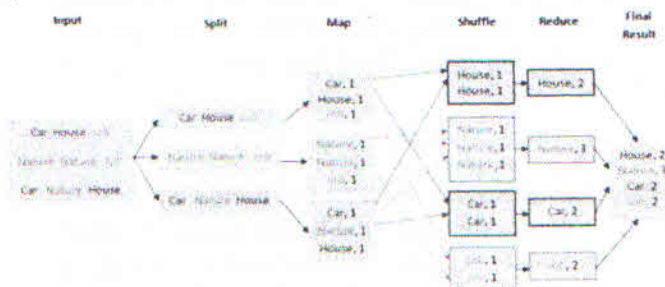 Input
Split
Map
Shuffle
Reduce
Final
Result
Car House
Nature Nature
Car Nature House
Car House
Nature Nature
Car Nature House
Car, 1
House, 1
, 1
Nature, 1
Nature, 1
, 1
Car, 1
Nature, 1
House, 1
House, 1
House, 1
Nature, 1
Nature, 1
Nature, 1
Car, 1
Car, 1
, 1
, 1
House, 2
Nature, 3
Car, 2
, 2
House, 2
Nature, 3
Car, 2
, 2